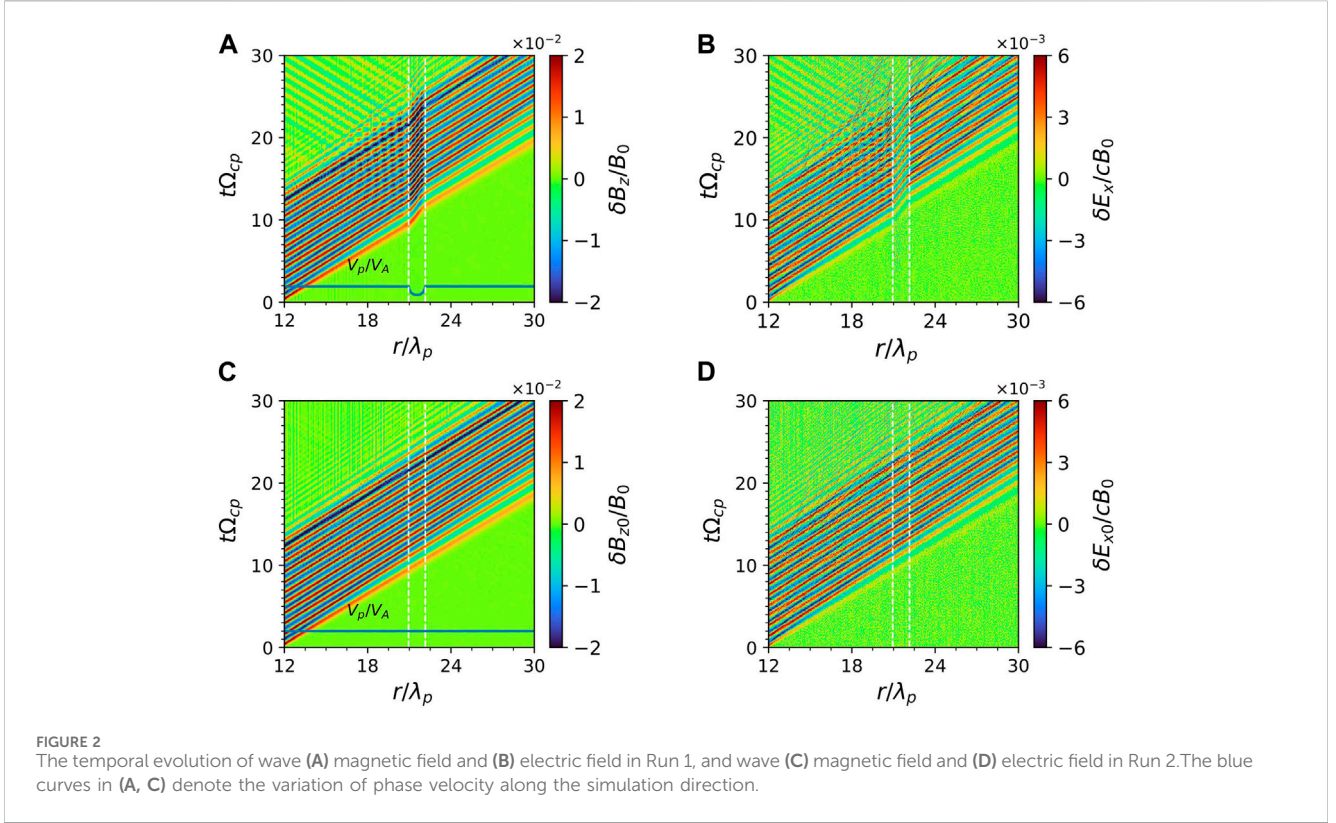 A
×10⁻²
30
20
10
0
tΩcp
Vp/VA
12
18
24
30
r/λp
2
1
0
−1
−2
δBz/B0
B
×10⁻³
30
20
10
0
tΩcp
12
18
24
30
r/λp
6
3
0
−3
−6
δEx/cB0
C
×10⁻²
30
20
10
0
tΩcp
Vp/VA
12
18
24
30
r/λp
2
1
0
−1
−2
δBz0/B0
D
×10⁻³
30
20
10
0
tΩcp
12
18
24
30
r/λp
6
3
0
−3
−6
δEx0/cB0
FIGURE 2
The temporal evolution of wave (A) magnetic field and (B) electric field in Run 1, and wave (C) magnetic field and (D) electric field in Run 2.The blue
curves in (A, C) denote the variation of phase velocity along the simulation direction.